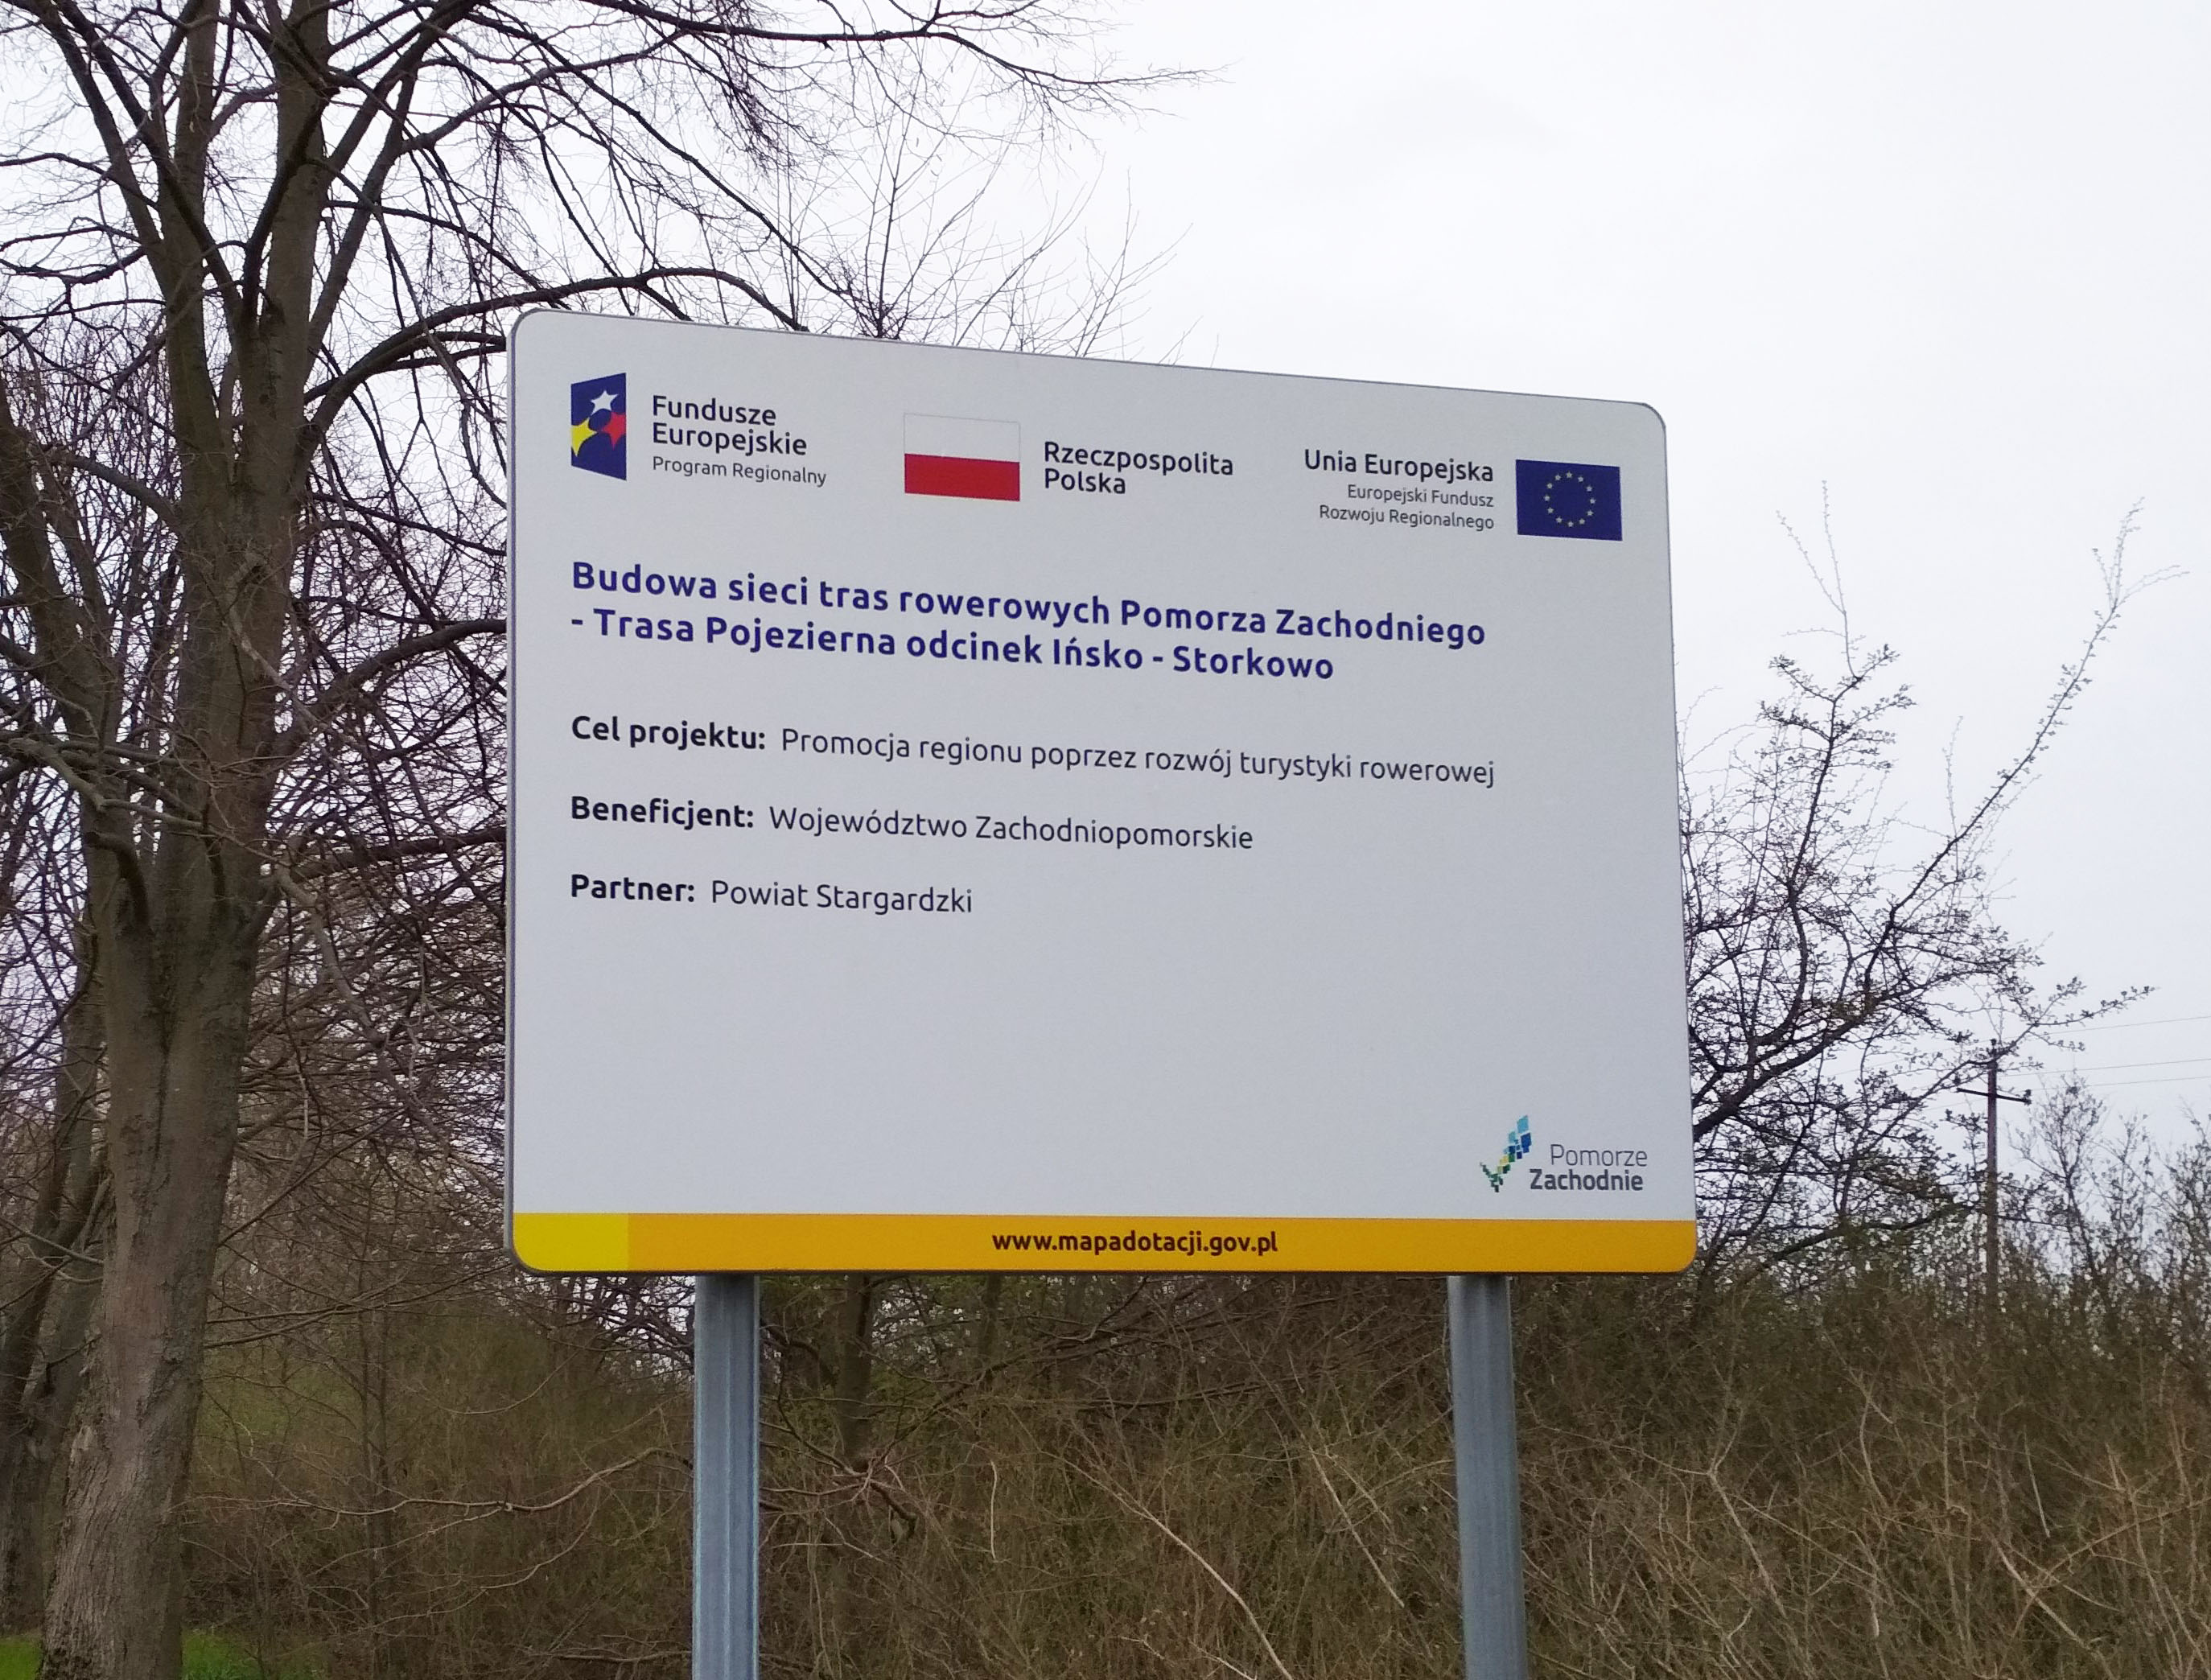 Fundusze
Europejskie
Program Regionalny
Rzeczpospolita
Polska
Unia Europejska
Europejski Fundusz
Rozwoju Regionalnego
Budowa sieci tras rowerowych Pomorza Zachodniego
- Trasa Pojezierna odcinek Ińsko - Storkowo
Cel projektu: Promocja regionu poprzez rozwój turystyki rowerowej
Beneficjent: Województwo Zachodniopomorskie
Partner: Powiat Stargardzki
Pomorze
Zachodnie
www.mapadotacji.gov.pl